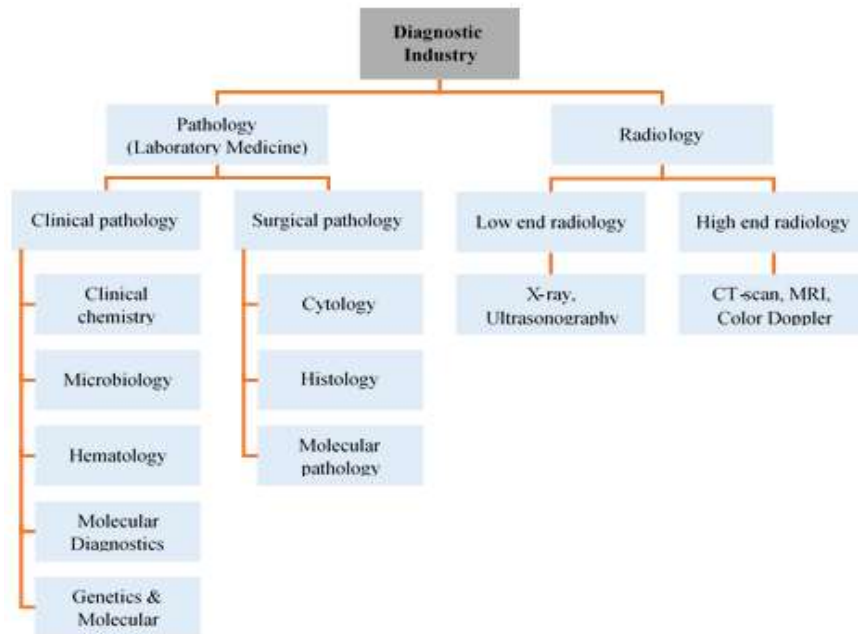 Diagnostic
Industry
Pathology
(Laboratory Medicine)
Radiology
Clinical pathology
Surgical pathology
Low end radiology
High end radiology
Clinical
chemistry
Cytology
X-ray,
Ultrasonography
CT-scan, MRI,
Color Doppler
Microbiology
Histology
Hematology
Molecular
pathology
Molecular
Diagnostics
Genetics &
Molecular